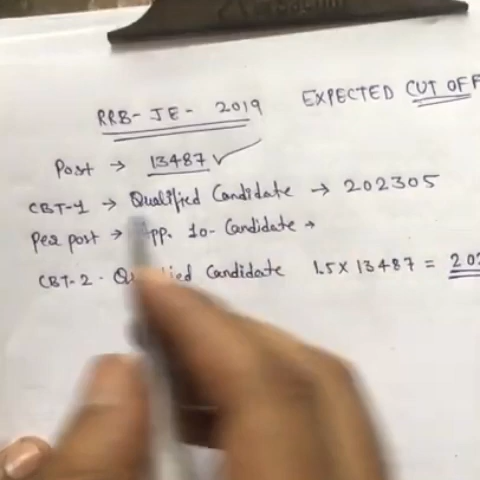 RRB- JE - 2019
EXPECTED CUT OFF
Post → 13487
CBT-1 → Qualified Candidate → 202305
Per post → App. 10- Candidate →
CBT-2 - Qualified Candidate 1.5 X 13487 =